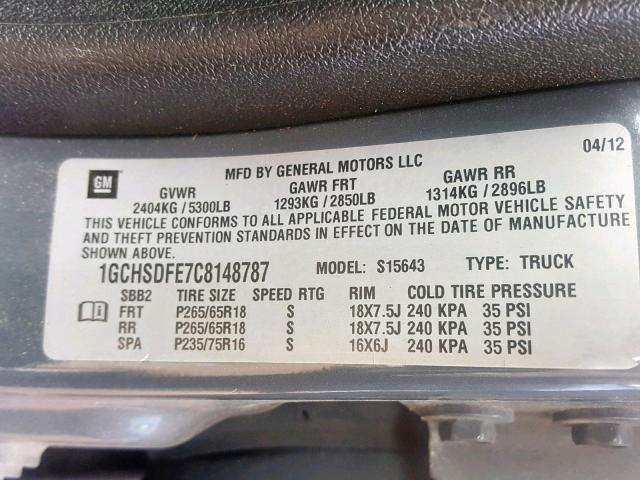 04/12
GM
MFD BY GENERAL MOTORS LLC
GVWR GAWR FRT GAWR RR
2404KG / 5300LB 1293KG / 2850LB 1314KG / 2896LB
THIS VEHICLE CONFORMS TO ALL APPLICABLE FEDERAL MOTOR VEHICLE SAFETY
AND THEFT PREVENTION STANDARDS IN EFFECT ON THE DATE OF MANUFACTURE
SHOWN ABOVE.
1GCHSDFE7C8148787 MODEL: S15643 TYPE: TRUCK
SBB2 TIRE SIZE SPEED RTG RIM COLD TIRE PRESSURE
FRT P265/65R18 S 18X7.5J 240 KPA 35 PSI
RR P265/65R18 S 18X7.5J 240 KPA 35 PSI
SPA P235/75R16 S 16X6J 240 KPA 35 PSI